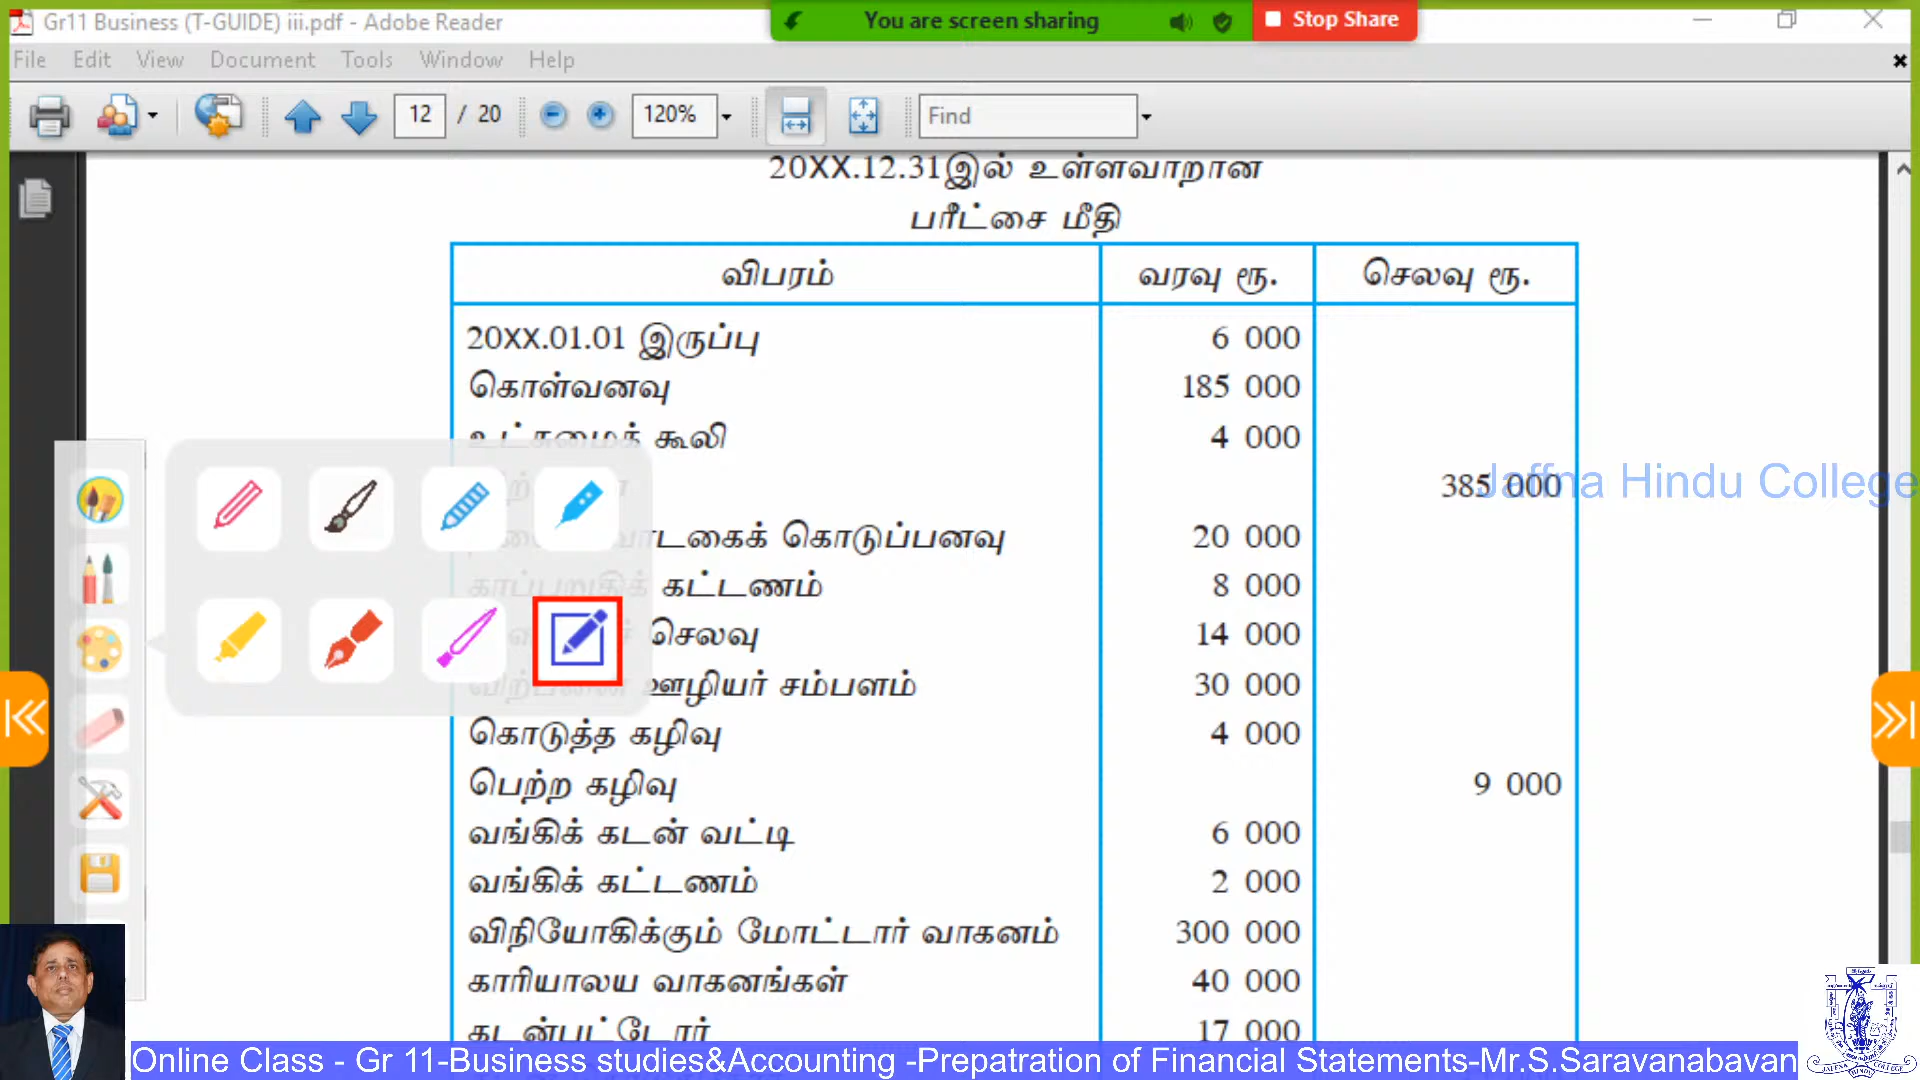 Gr11 Business (T-GUIDE) iii.pdf - Adobe Reader
You are screen sharing
Stop Share
File Edit View Document Tools Window Help
12 / 20 120% Find
20XX.12.31இல் உள்ளவாறான
பரீட்சை மீதி
விபரம் வரவு ரூ. செலவு ரூ.
20XX.01.01 இருப்பு 6 000
கொள்வனவு 185 000
உட்சுமைக் கூலி 4 000
385 000
Jaffna Hindu College
வாடகைக் கொடுப்பனவு 20 000
காப்புறுதிக் கட்டணம் 8 000
செலவு 14 000
விற்பனை ஊழியர் சம்பளம் 30 000
கொடுத்த கழிவு 4 000
பெற்ற கழிவு 9 000
வங்கிக் கடன் வட்டி 6 000
வங்கிக் கட்டணம் 2 000
விநியோகிக்கும் மோட்டார் வாகனம் 300 000
காரியாலய வாகனங்கள் 40 000
கடன்பட்டோர் 17 000
Online Class - Gr 11-Business studies&Accounting -Prepatration of Financial Statements-Mr.S.Saravanabavan